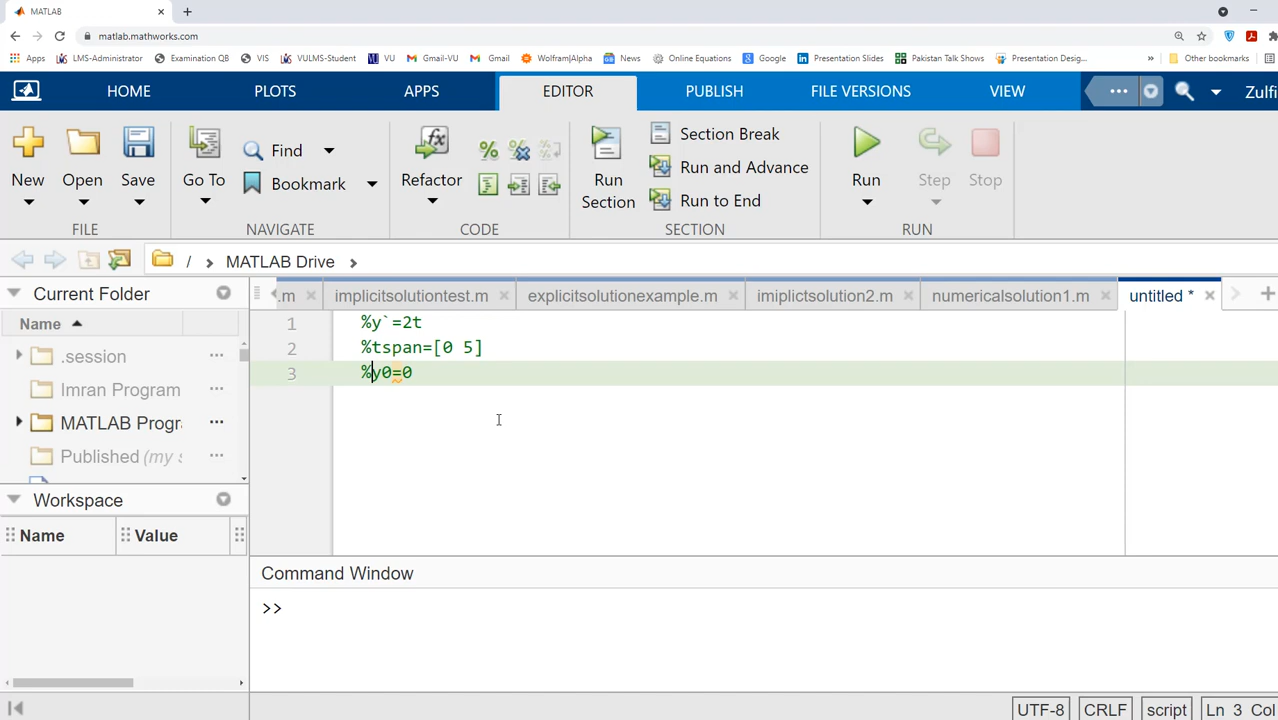 MATLAB
matlab.mathworks.com
Apps LMS-Administrator Examination QB VIS VULMS-Student VU Gmail-VU Gmail Wolfram|Alpha News Online Equations Google Presentation Slides Pakistan Talk Shows Presentation Desig... » Other bookmarks
HOME PLOTS APPS EDITOR PUBLISH FILE VERSIONS VIEW ... Zulfi
New Open Save Go To Find Bookmark Refactor Run Section Section Break Run and Advance Run to End Run Step Stop
FILE NAVIGATE CODE SECTION RUN
/ › MATLAB Drive ›
Current Folder
.m implicitsolutiontest.m explicitsolutionexample.m imiplictsolution2.m numericalsolution1.m untitled *
Name
.session ...
Imran Program
MATLAB Progr ...
Published (my s ...
1 %y`=2t
2 %tspan=[0 5]
3 %y0=0
Workspace
Name Value
Command Window
>>
UTF-8 CRLF script Ln 3 Col